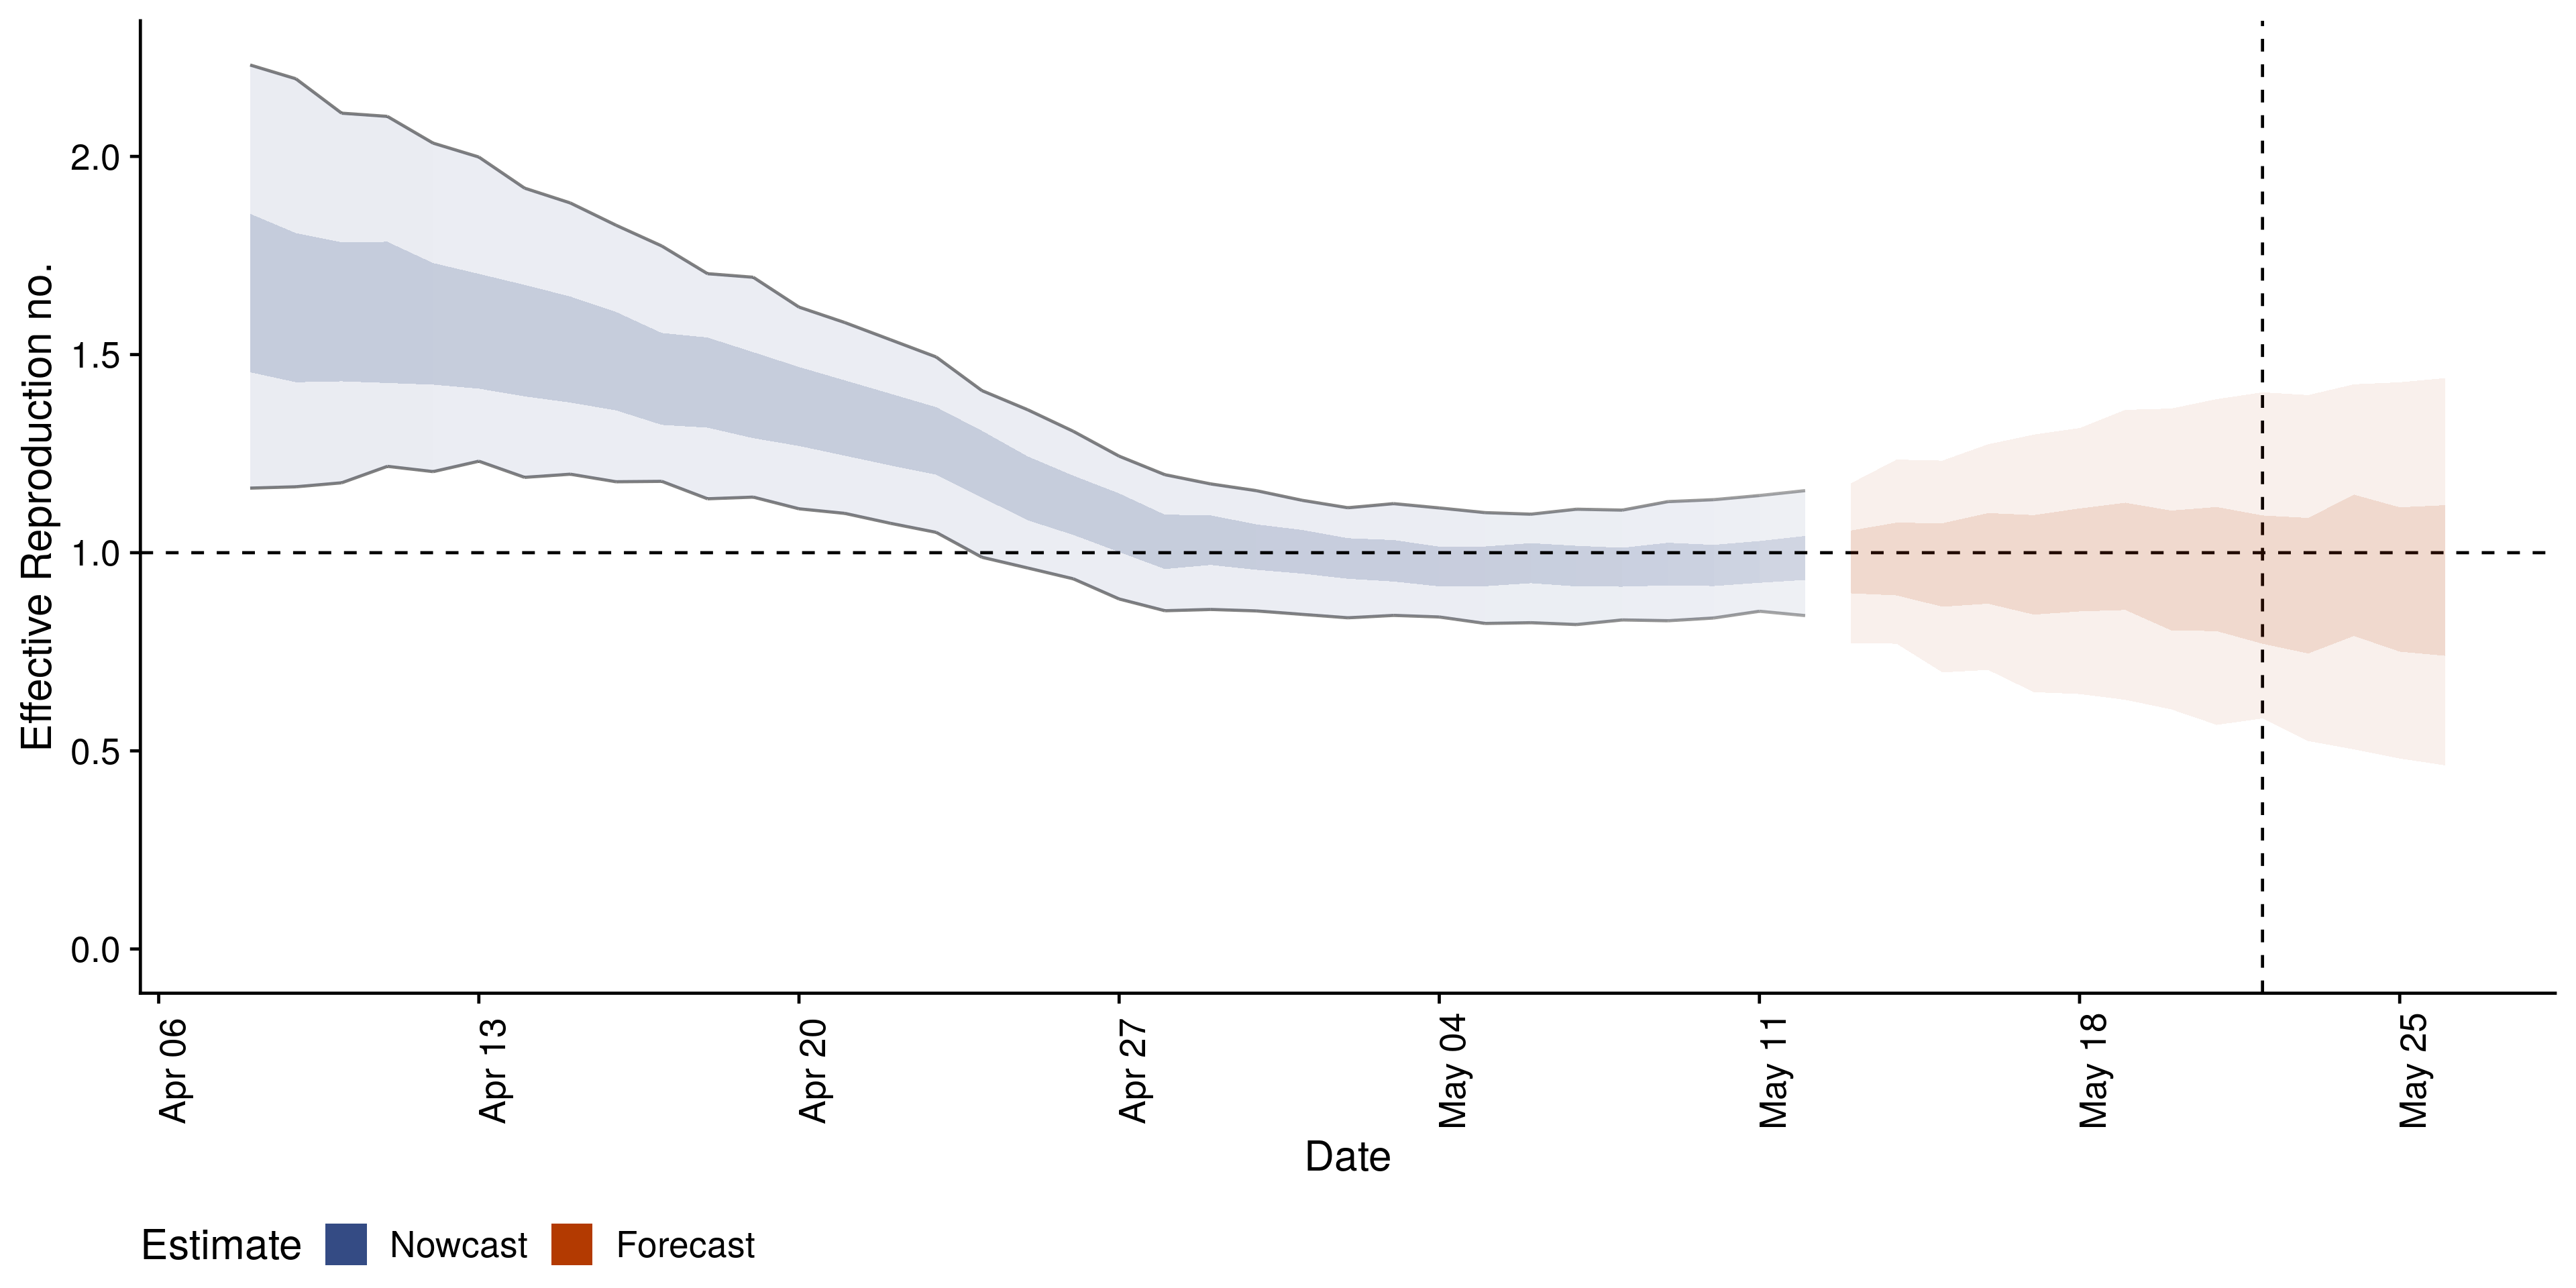 Effective Reproduction no.
2.0
1.5
1.0
0.5
0.0
Apr 06
Apr 13
Apr 20
Apr 27
May 04
May 11
May 18
May 25
Date
Estimate Nowcast Forecast